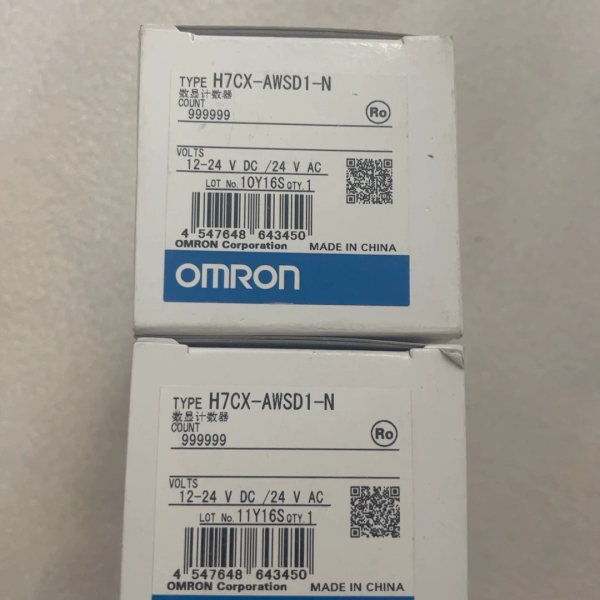 TYPE H7CX-AWSD1-N
数显计数器
COUNT
999999
Ro
VOLTS
12-24 V DC /24 V AC
LOT No. 10Y16S QTY. 1
4 547648 643450
OMRON Corporation MADE IN CHINA
OMRON
TYPE H7CX-AWSD1-N
数显计数器
COUNT
999999
Ro
VOLTS
12-24 V DC /24 V AC
LOT No. 11Y16S QTY. 1
4 547648 643450
OMRON Corporation MADE IN CHINA